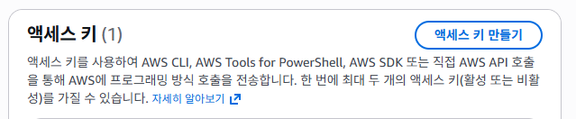 액세스 키 (1)
액세스 키 만들기
액세스 키를 사용하여 AWS CLI, AWS Tools for PowerShell, AWS SDK 또는 직접 AWS API 호출
을 통해 AWS에 프로그래밍 방식 호출을 전송합니다. 한 번에 최대 두 개의 액세스 키(활성 또는 비활
성)를 가질 수 있습니다. 자세히 알아보기